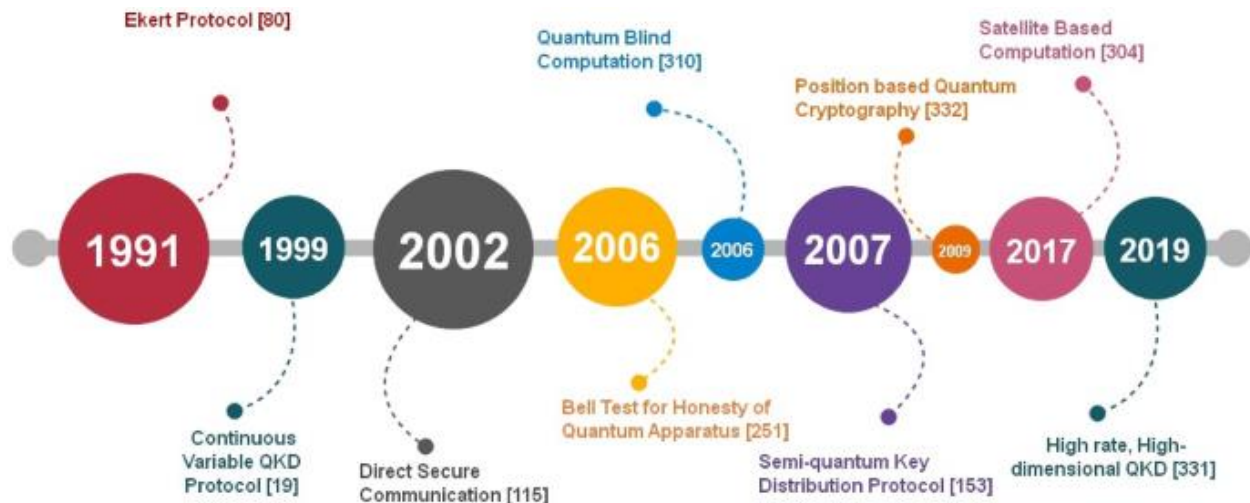 Ekert Protocol [80]
Quantum Blind
Computation [310]
Satellite Based
Computation [304]
Position based Quantum
Cryptography [332]
1991
1999
2002
2006
2006
2007
2009
2017
2019
Continuous
Variable QKD
Protocol [19]
Direct Secure
Communication [115]
Bell Test for Honesty of
Quantum Apparatus [251]
Semi-quantum Key
Distribution Protocol [153]
High rate, High-
dimensional QKD [331]